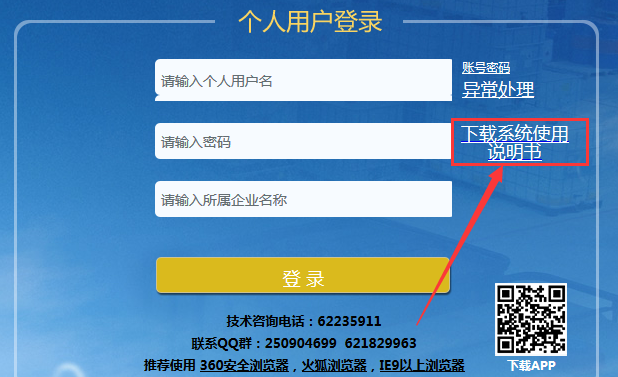 个人用户登录
请输入个人用户名
账号密码
异常处理
请输入密码
下载系统使用
说明书
请输入所属企业名称
登 录
技术咨询电话：62235911
联系QQ群：250904699 621829963
推荐使用 360安全浏览器，火狐浏览器，IE9以上浏览器
下载APP